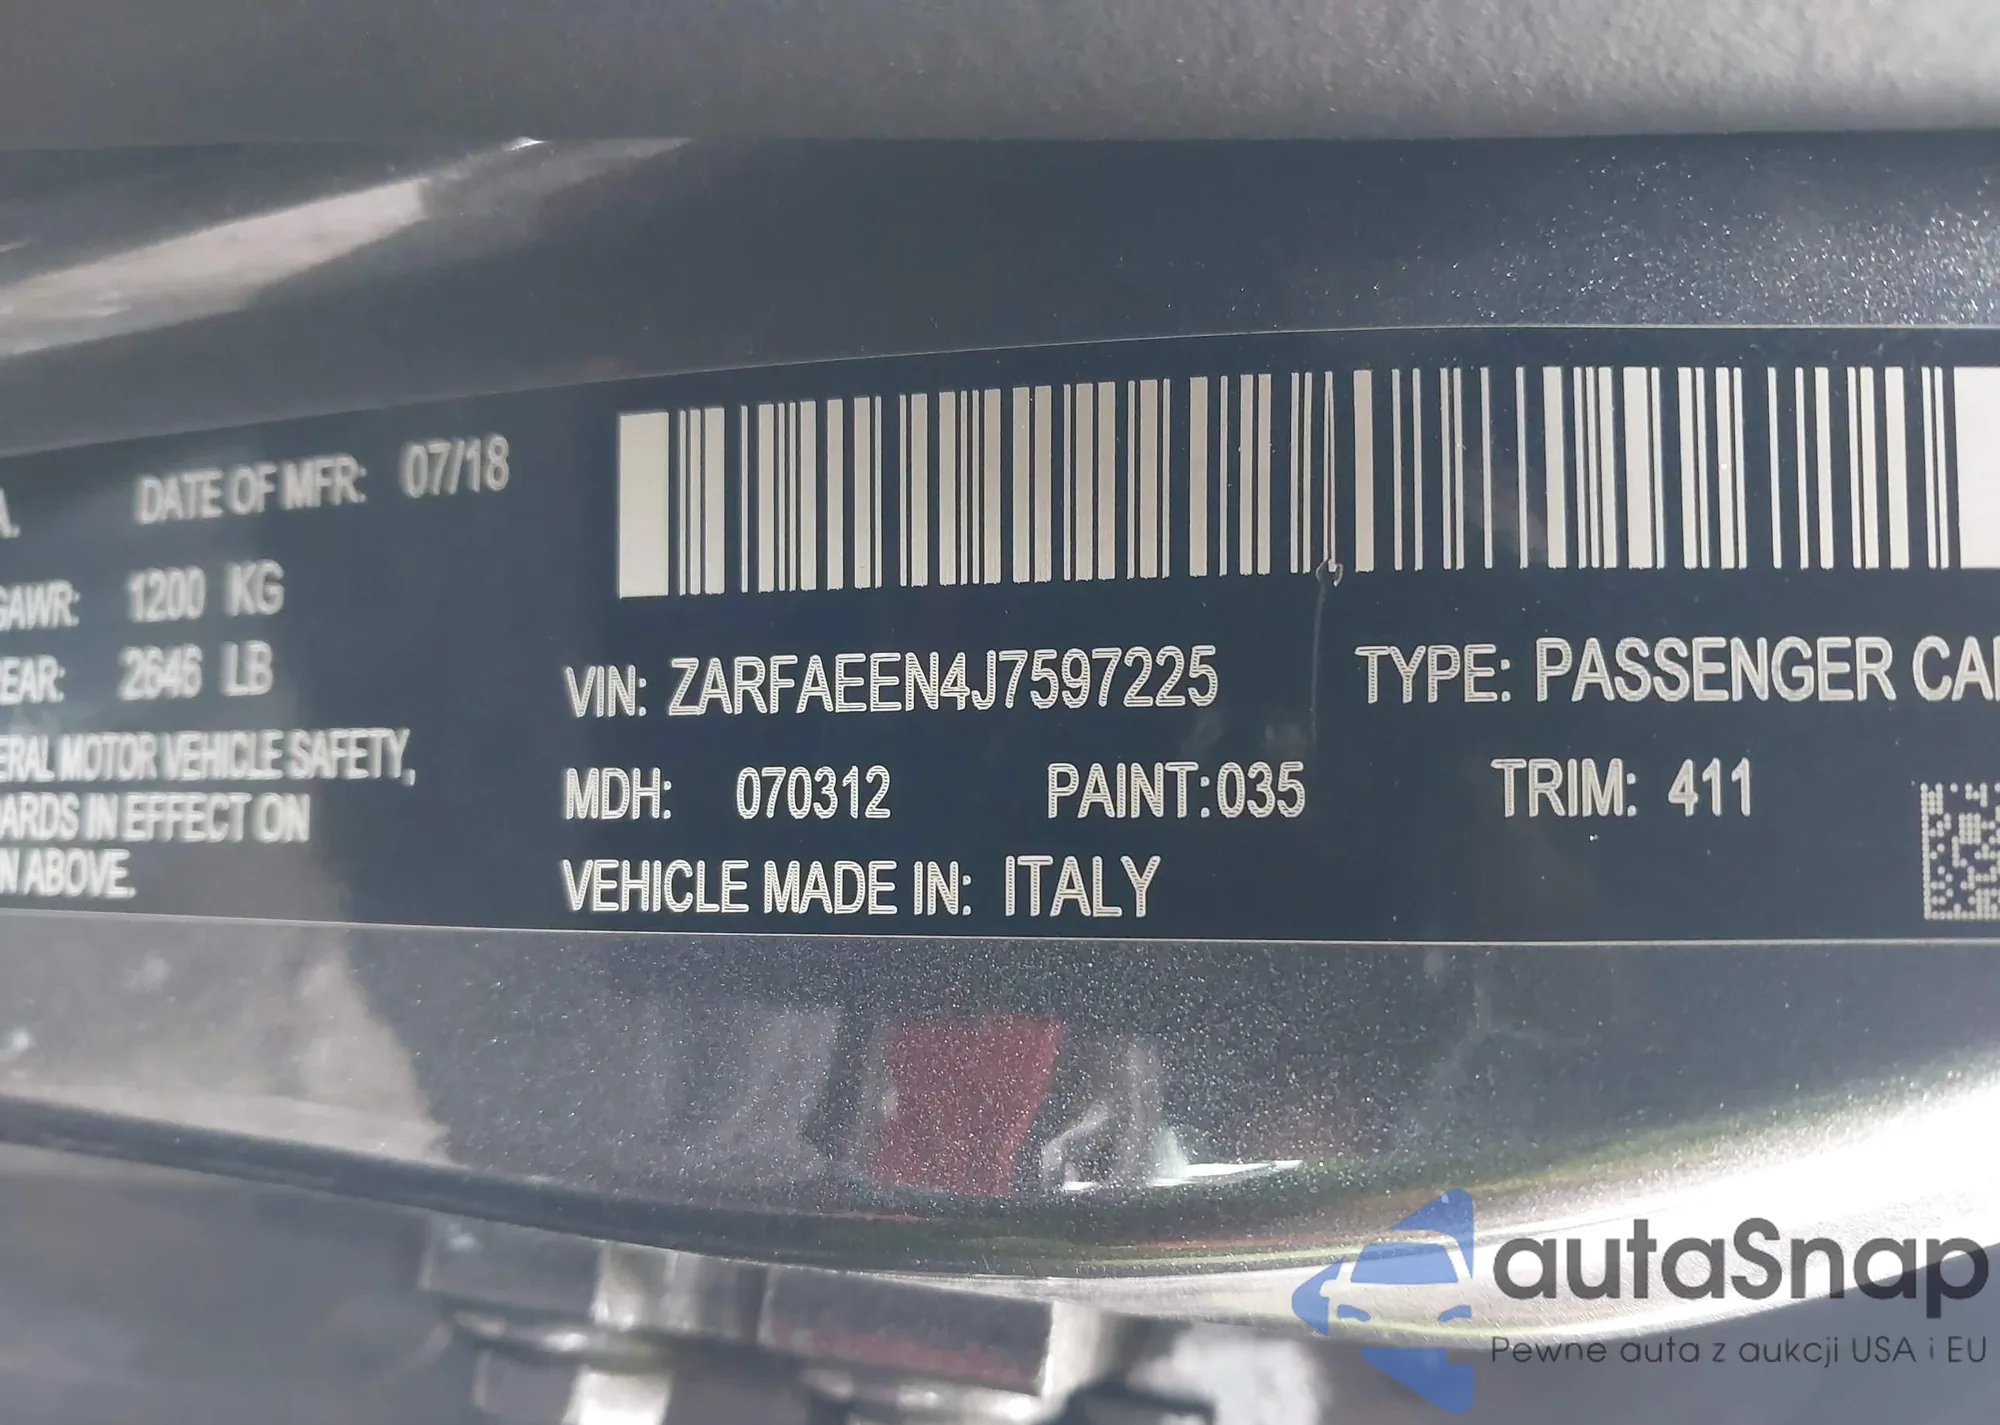 A. DATE OF MFR: 07/18
GAWR: 1200 KG
REAR: 2646 LB
ERAL MOTOR VEHICLE SAFETY,
ARDS IN EFFECT ON
N ABOVE.
VIN: ZARFAEEN4J7597225 TYPE: PASSENGER CAR
MDH: 070312 PAINT:035 TRIM: 411
VEHICLE MADE IN: ITALY
autaSnap
Pewne auta z aukcji USA i EU